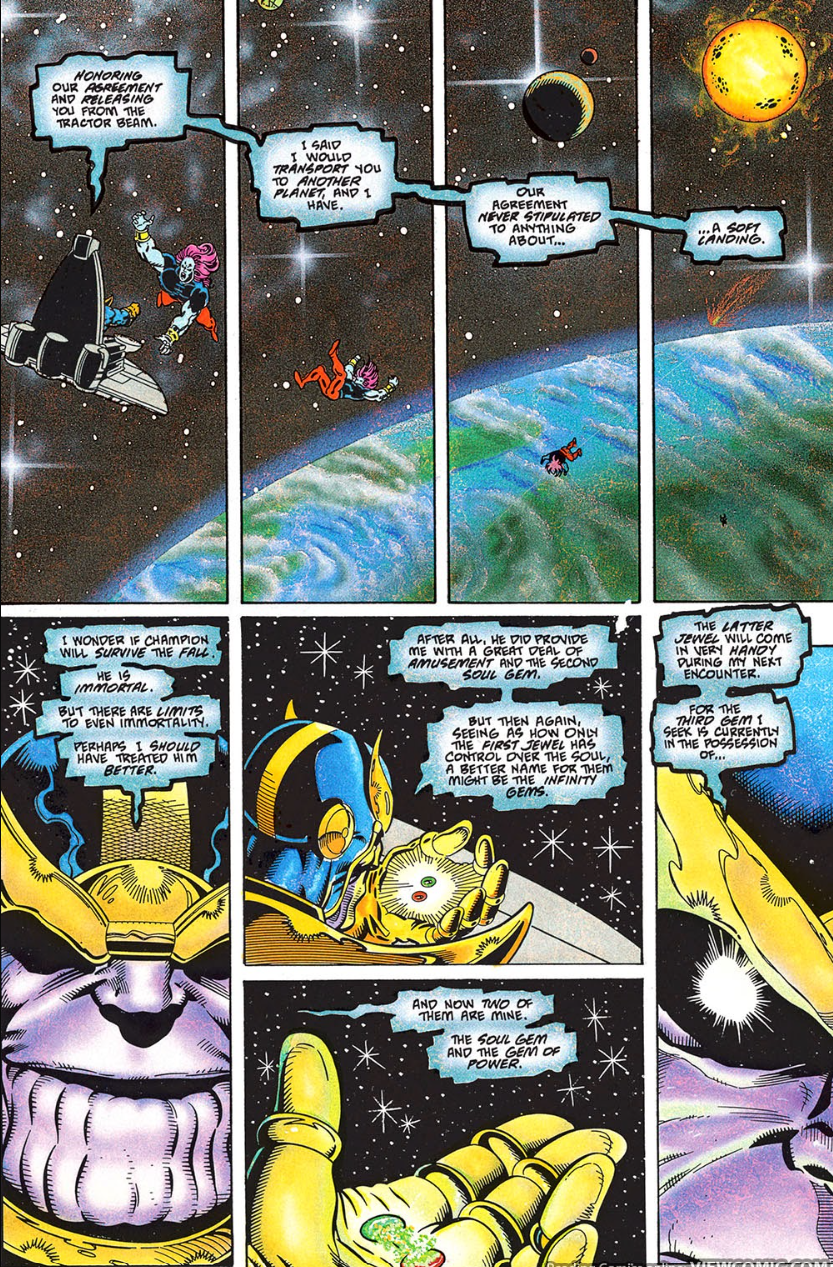 HONORING
OUR AGREEMENT
AND RELEASING
YOU FROM THE
TRACTOR BEAM.
I SAID
I WOULD
TRANSPORT YOU
TO ANOTHER
PLANET, AND I
HAVE.
OUR
AGREEMENT
NEVER STIPULATED
TO ANYTHING
ABOUT...
...A SOFT
LANDING.
I WONDER IF CHAMPION
WILL SURVIVE THE FALL.
HE IS
IMMORTAL.
BUT THERE ARE LIMITS
TO EVEN IMMORTALITY.
PERHAPS I SHOULD
HAVE TREATED HIM
BETTER.
AFTER ALL, HE DID PROVIDE
ME WITH A GREAT DEAL OF
AMUSEMENT AND THE SECOND
SOUL GEM.
BUT THEN AGAIN,
SEEING AS HOW ONLY
THE FIRST JEWEL HAS
CONTROL OVER THE SOUL,
A BETTER NAME FOR THEM
MIGHT BE THE INFINITY
GEMS.
AND NOW TWO OF
THEM ARE MINE.
THE SOUL GEM
AND THE GEM OF
POWER.
THE LATTER
JEWEL WILL COME
IN VERY HANDY
DURING MY NEXT
ENCOUNTER.
FOR THE
THIRD GEM I
SEEK IS CURRENTLY
IN THE POSSESSION
OF...
VIEWCOMIC.COM